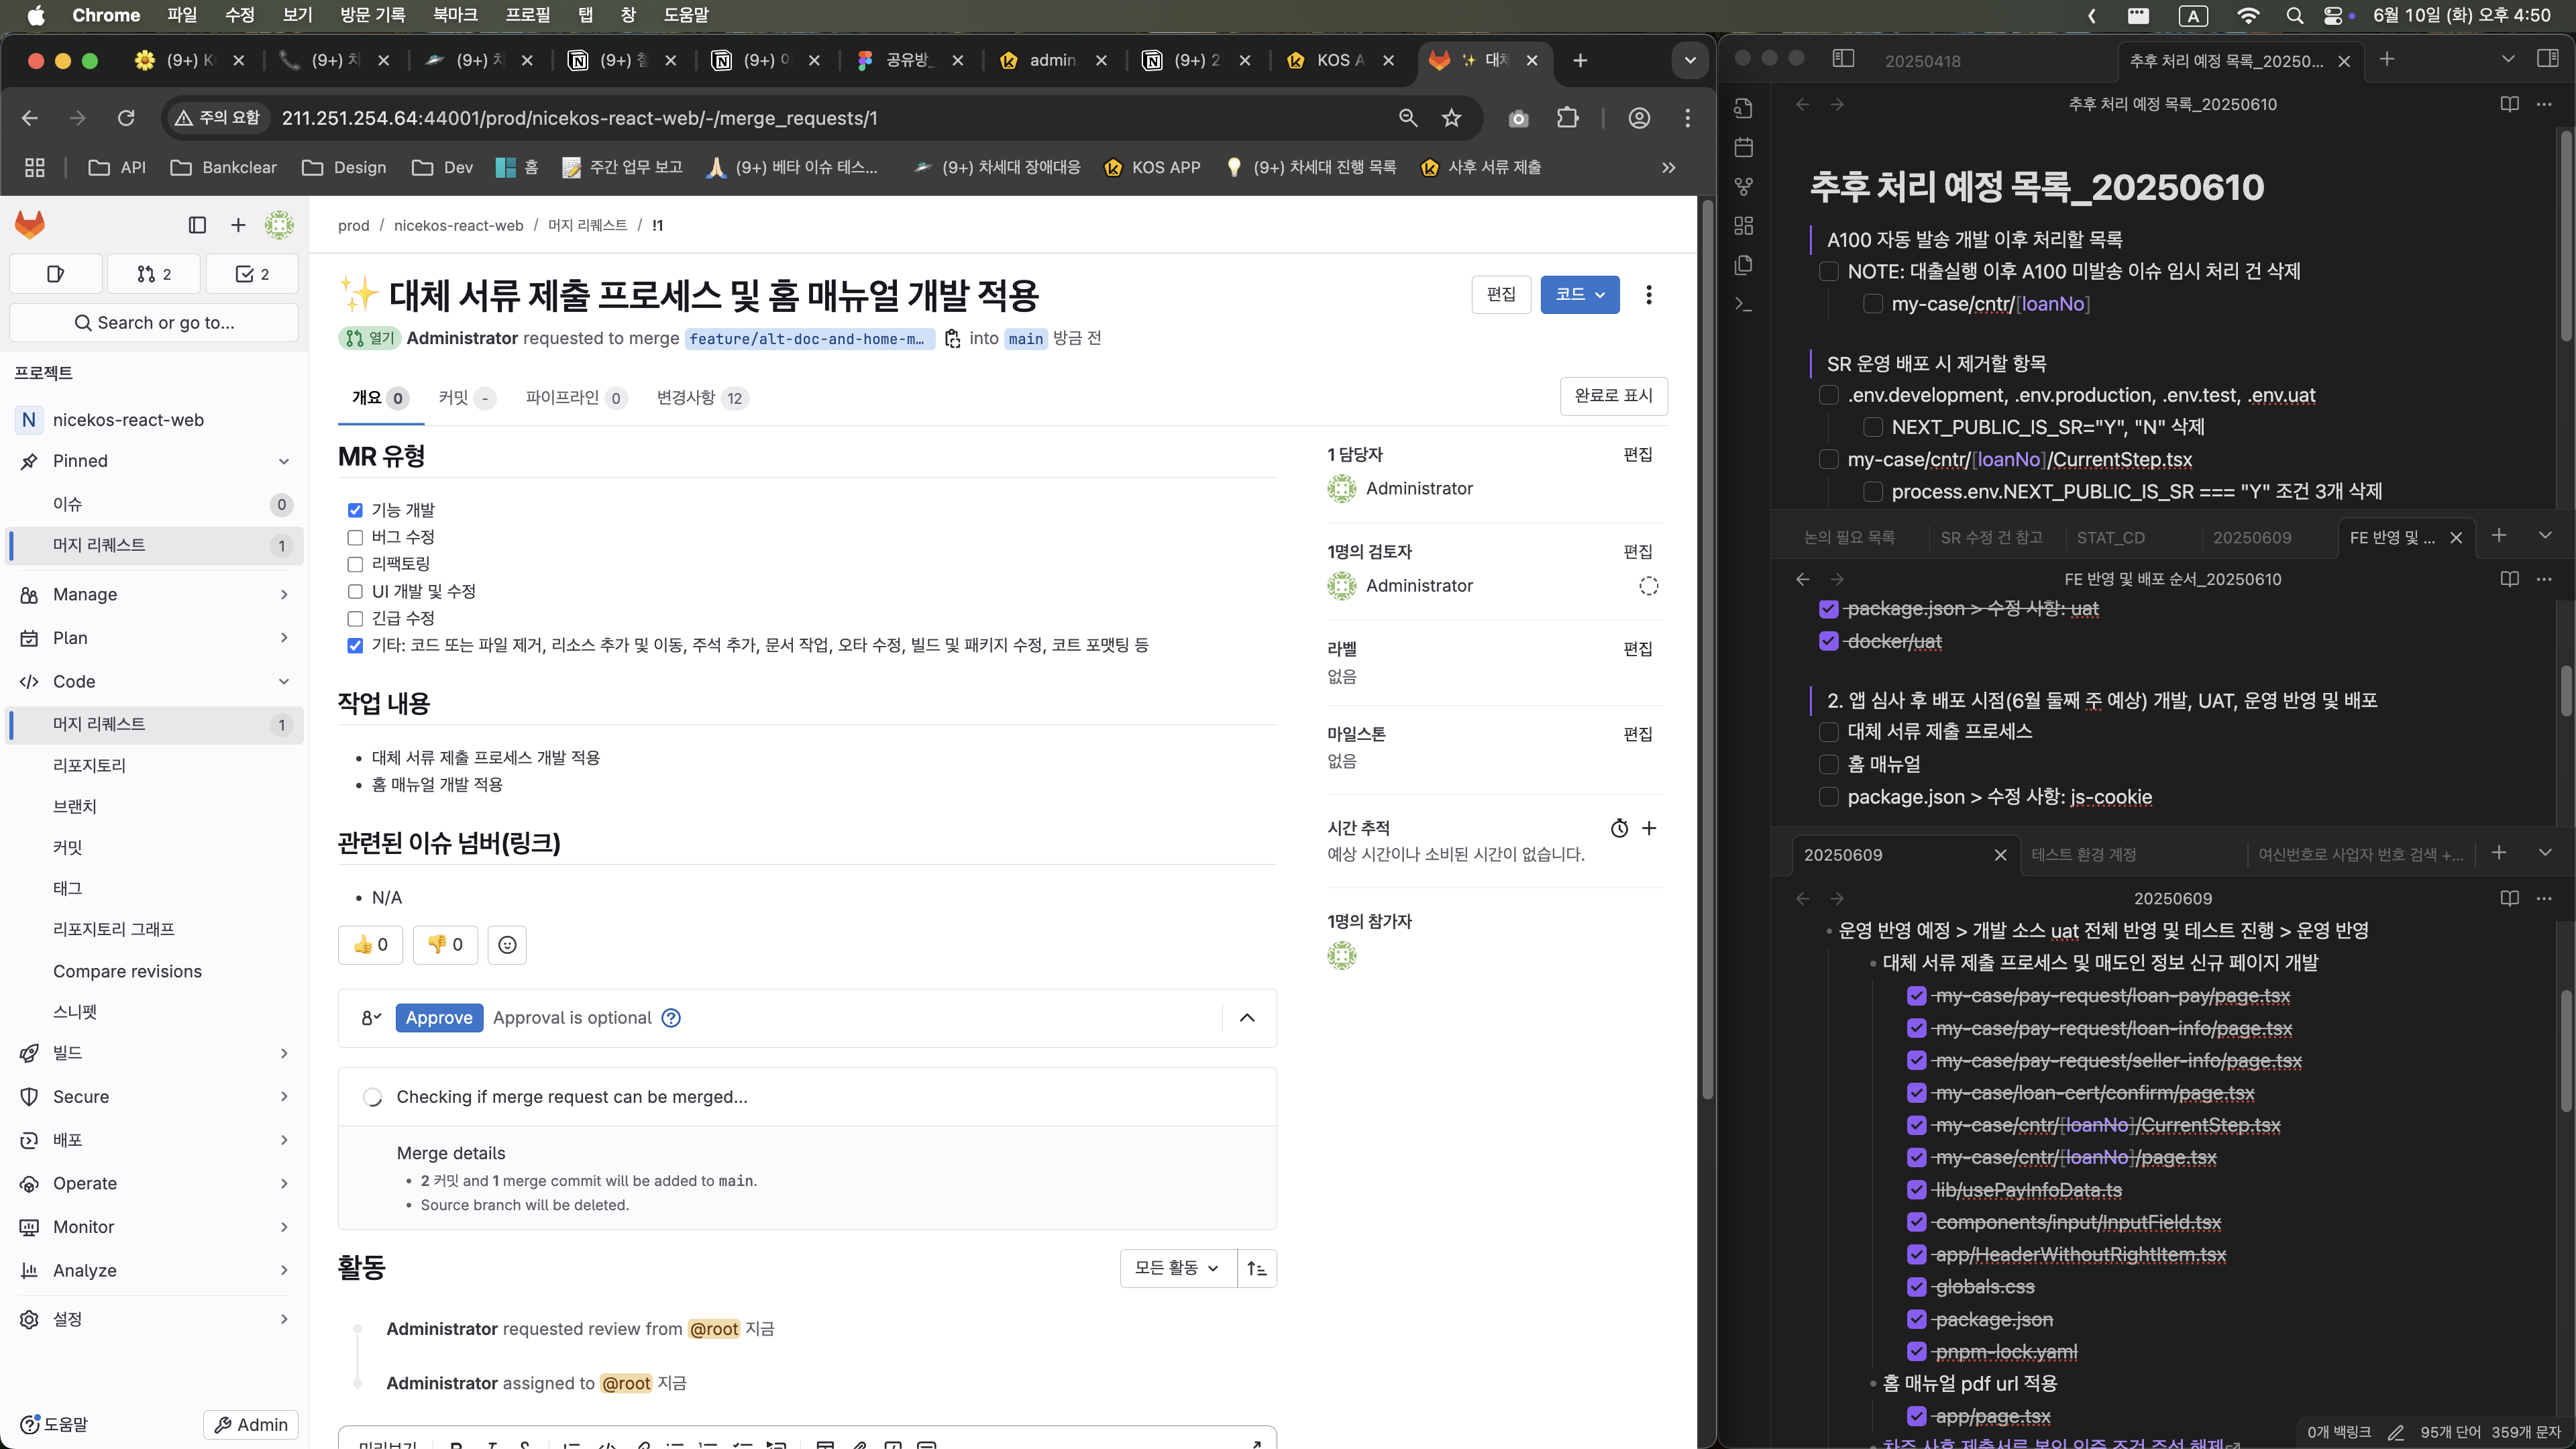 Chrome 파일 수정 보기 방문 기록 북마크 프로필 탭 창 도움말
A 6월 10일 (화) 오후 4:50
(9+) (9+) (9+) (9+) (9+) 공유방_ admin (9+) 2 KOS A ✨ 대체
주의 요함 211.251.254.64:44001/prod/nicekos-react-web/-/merge_requests/1
API Bankclear Design Dev 홈 주간 업무 보고 (9+) 베타 이슈 테스... (9+) 차세대 장애대응 KOS APP (9+) 차세대 진행 목록 사후 서류 제출
2 2
Search or go to...
프로젝트
N nicekos-react-web
Pinned
이슈 0
머지 리퀘스트 1
Manage
Plan
Code
머지 리퀘스트 1
리포지토리
브랜치
커밋
태그
리포지토리 그래프
Compare revisions
스니펫
빌드
Secure
배포
Operate
Monitor
Analyze
설정
도움말 Admin
prod / nicekos-react-web / 머지 리퀘스트 / !1
✨ 대체 서류 제출 프로세스 및 홈 매뉴얼 개발 적용
편집 코드
열기 Administrator requested to merge feature/alt-doc-and-home-m… into main 방금 전
개요 0 커밋 - 파이프라인 0 변경사항 12
완료로 표시
MR 유형
기능 개발
버그 수정
리팩토링
UI 개발 및 수정
긴급 수정
기타: 코드 또는 파일 제거, 리소스 추가 및 이동, 주석 추가, 문서 작업, 오타 수정, 빌드 및 패키지 수정, 코트 포맷팅 등
작업 내용
대체 서류 제출 프로세스 개발 적용
홈 매뉴얼 개발 적용
관련된 이슈 넘버(링크)
N/A
👍 0 👎 0
Approve Approval is optional
Checking if merge request can be merged...
Merge details
2 커밋 and 1 merge commit will be added to main.
Source branch will be deleted.
활동
모든 활동
Administrator requested review from @root 지금
Administrator assigned to @root 지금
미리보기
1 담당자 편집
Administrator
1명의 검토자 편집
Administrator
라벨 편집
없음
마일스톤 편집
없음
시간 추적
예상 시간이나 소비된 시간이 없습니다.
1명의 참가자
20250418 추후 처리 예정 목록_20250...
추후 처리 예정 목록_20250610
추후 처리 예정 목록_20250610
A100 자동 발송 개발 이후 처리할 목록
NOTE: 대출실행 이후 A100 미발송 이슈 임시 처리 건 삭제
my-case/cntr/[loanNo]
SR 운영 배포 시 제거할 항목
.env.development, .env.production, .env.test, .env.uat
NEXT_PUBLIC_IS_SR="Y", "N" 삭제
my-case/cntr/[loanNo]/CurrentStep.tsx
process.env.NEXT_PUBLIC_IS_SR === "Y" 조건 3개 삭제
논의 필요 목록 SR 수정 건 참고 STAT_CD 20250609 FE 반영 및 ...
FE 반영 및 배포 순서_20250610
package.json > 수정 사항: uat
docker/uat
2. 앱 심사 후 배포 시점(6월 둘째 주 예상) 개발, UAT, 운영 반영 및 배포
대체 서류 제출 프로세스
홈 매뉴얼
package.json > 수정 사항: js-cookie
20250609 테스트 환경 계정 여신번호로 사업자 번호 검색 +...
20250609
운영 반영 예정 > 개발 소스 uat 전체 반영 및 테스트 진행 > 운영 반영
대체 서류 제출 프로세스 및 매도인 정보 신규 페이지 개발
my-case/pay-request/loan-pay/page.tsx
my-case/pay-request/loan-info/page.tsx
my-case/pay-request/seller-info/page.tsx
my-case/loan-cert/confirm/page.tsx
my-case/cntr/[loanNo]/CurrentStep.tsx
my-case/cntr/[loanNo]/page.tsx
lib/usePayInfoData.ts
components/input/InputField.tsx
app/HeaderWithoutRightItem.tsx
globals.css
package.json
pnpm-lock.yaml
홈 매뉴얼 pdf url 적용
app/page.tsx
차주 사후 제출서류 본인 인증 조건 주석 해제
0개 백링크 95개 단어 359개 문자